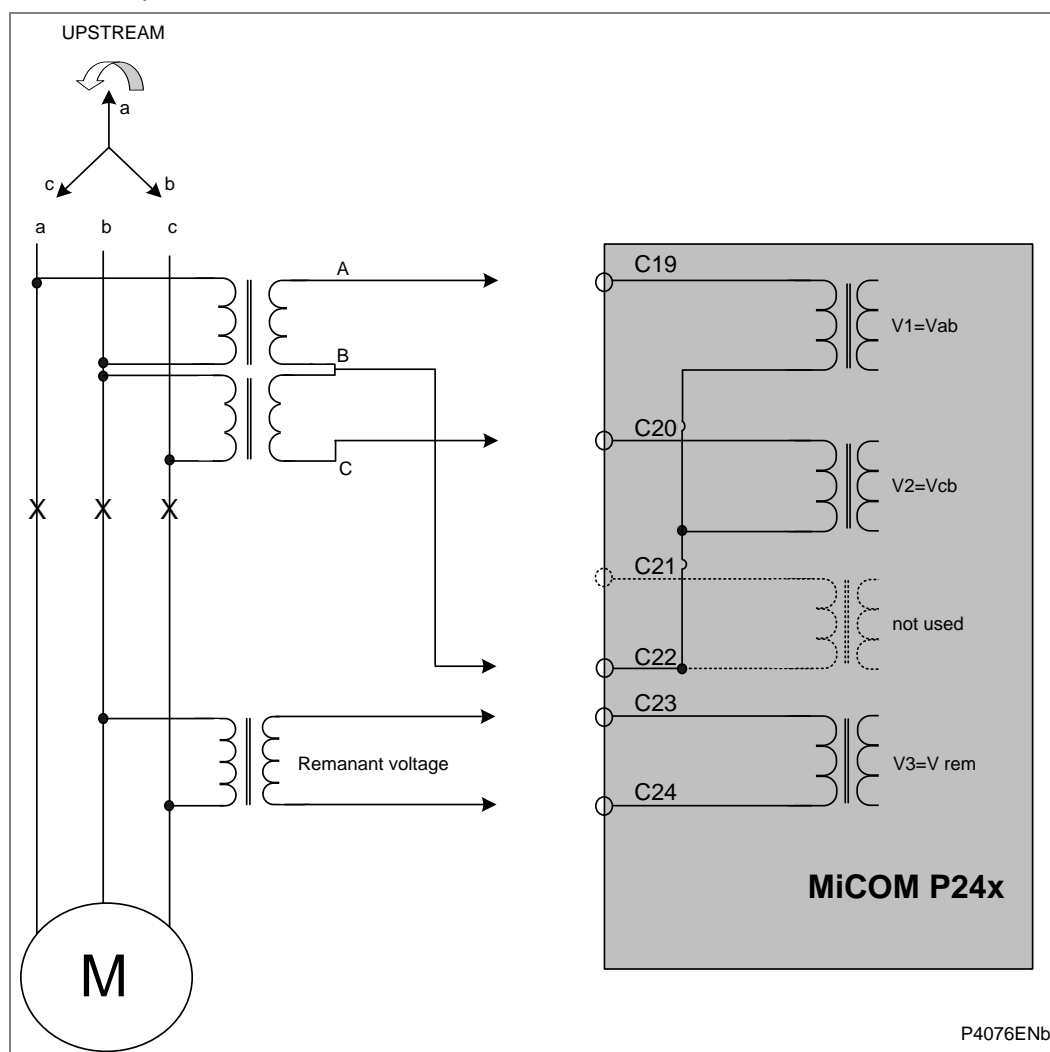 UPSTREAM
a
c
b
a b c
A
B
C
X X X
Remanant voltage
M
C19
V1=Vab
C20
V2=Vcb
C21
not used
C22
C23
V3=V rem
C24
MiCOM P24x
P4076ENb